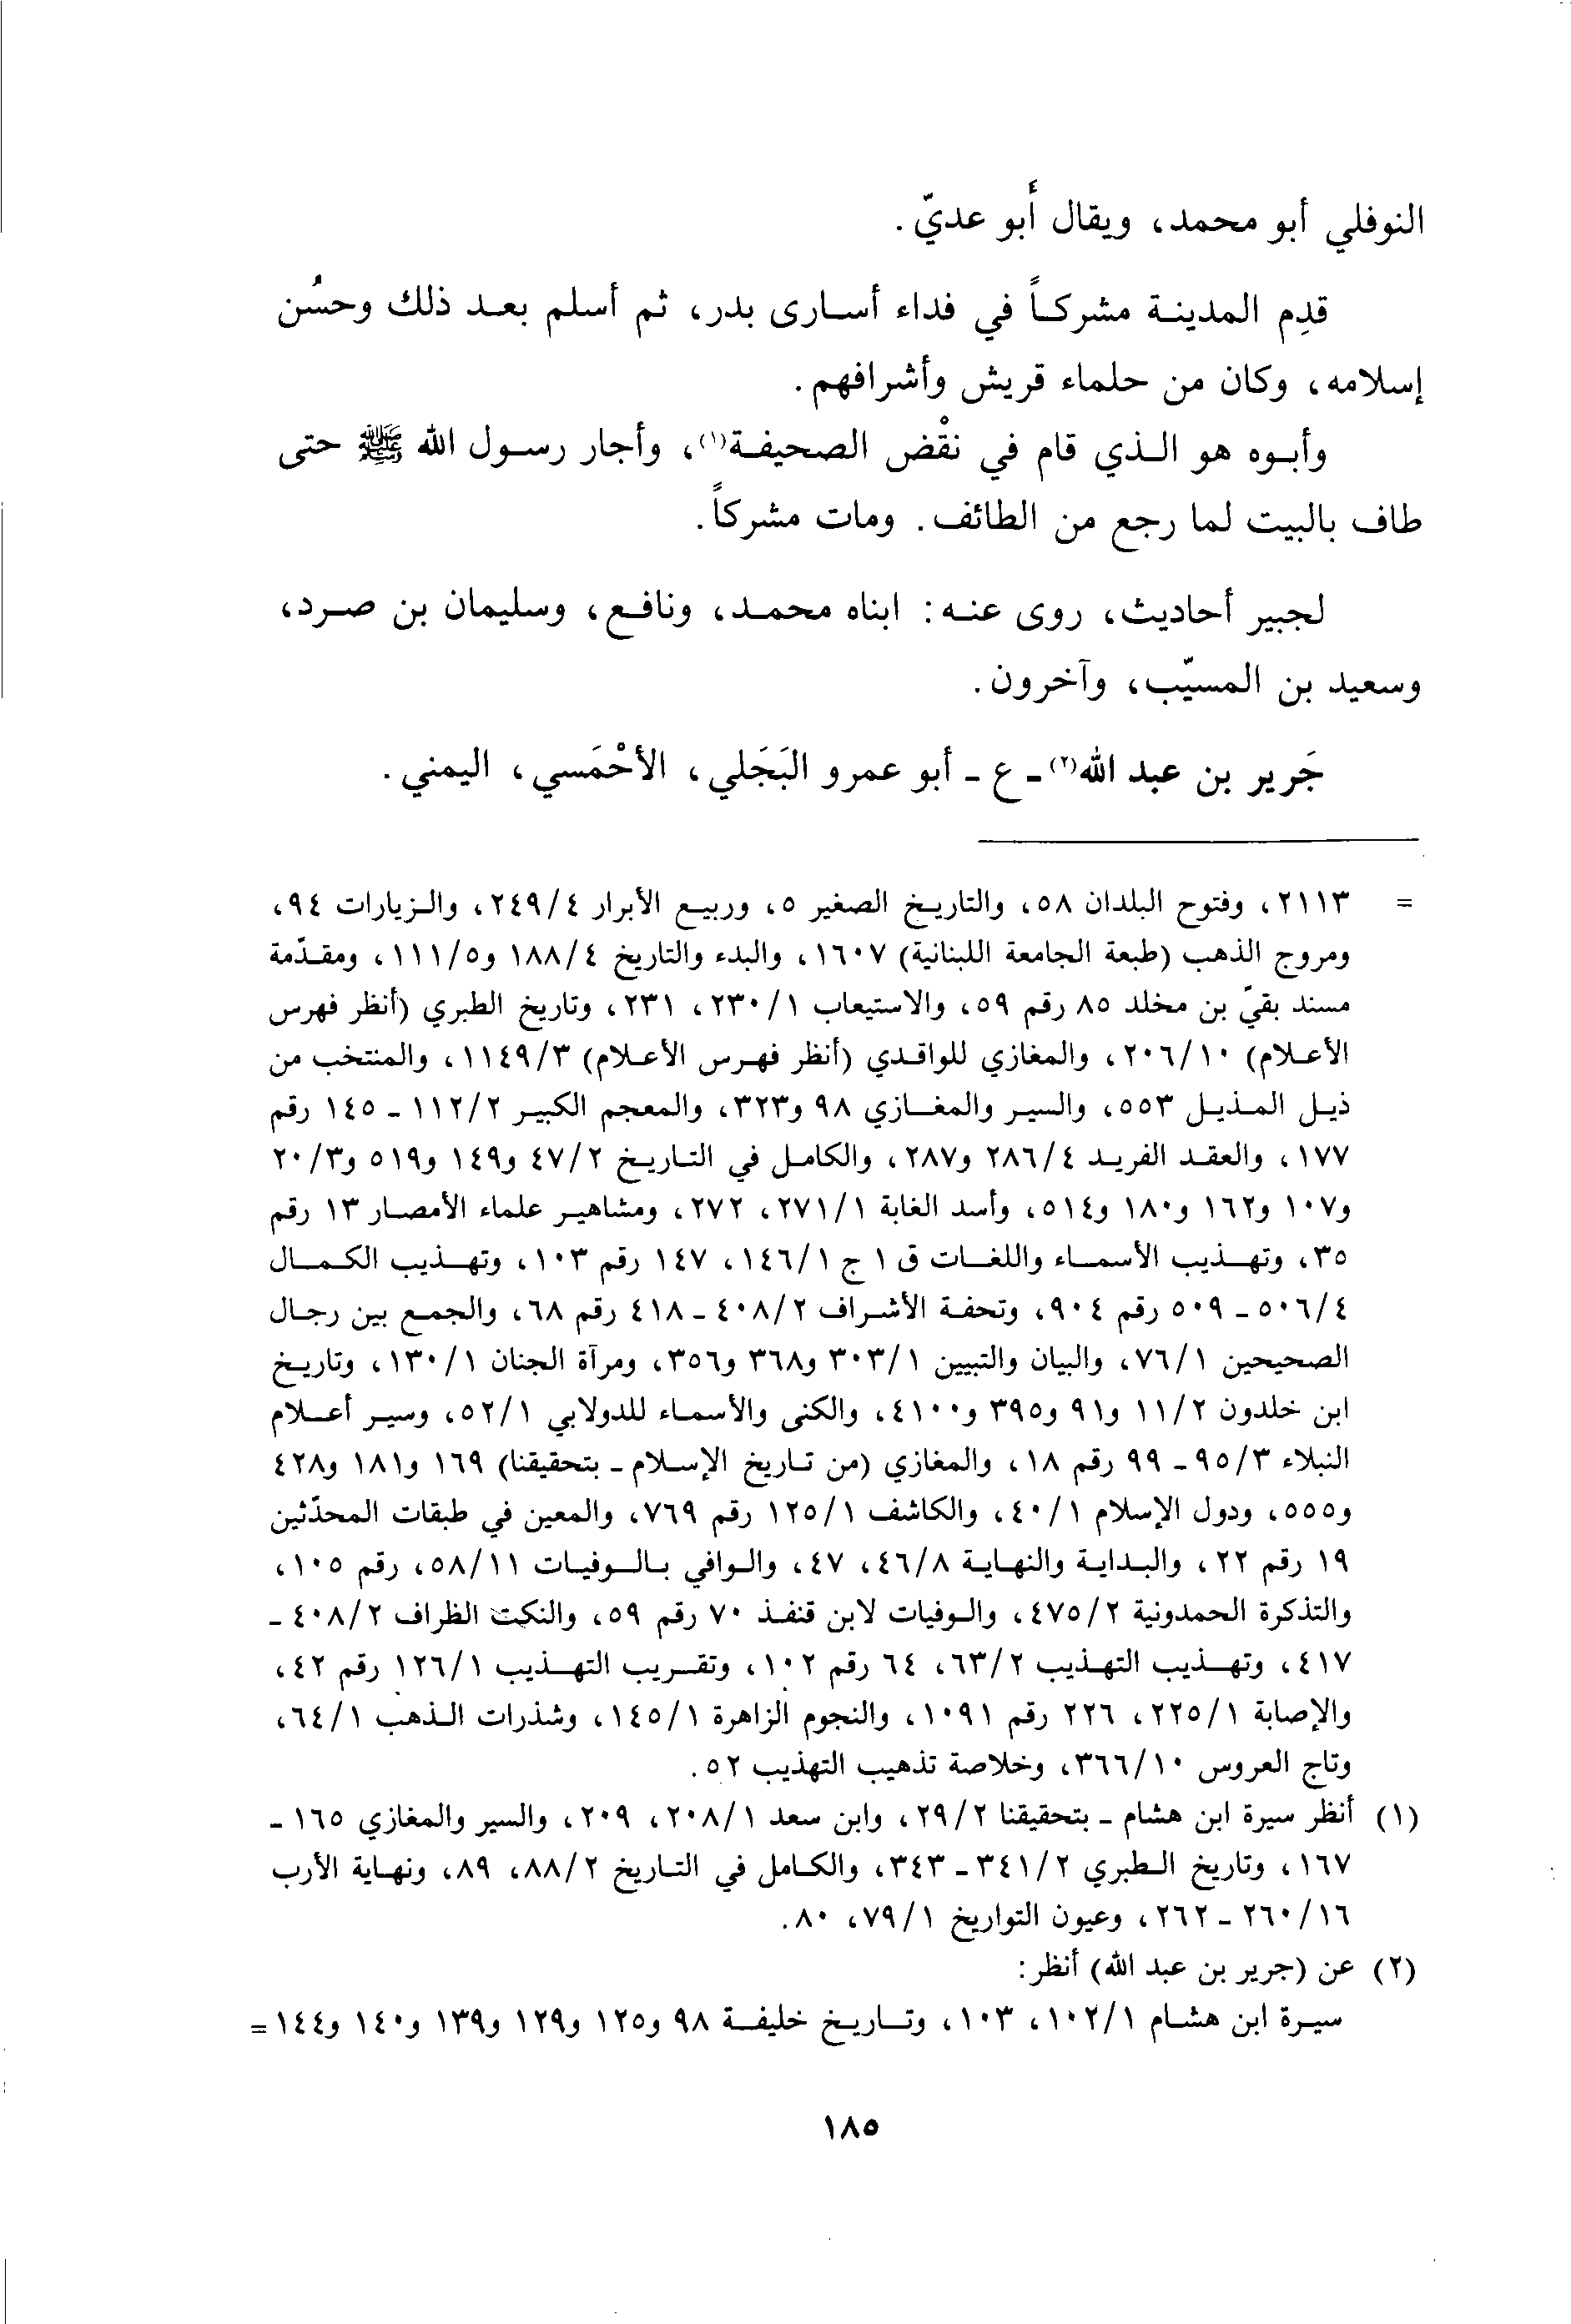 النوفلي أبو محمد، ويقال أَبو عديّ.
قدِم المدينة مشركاً في فداء أسارى بدر، ثم أسلم بعد ذلك وحسُن
إسلامه، وكان من حلماء قريش وأشرافهم.
وأبوه هو الذي قام في نقْض الصحيفة(١)، وأجار رسول الله ﷺ حتى
طاف بالبيت لما رجع من الطائف. ومات مشركاً.
لجبير أحاديث، روى عنه: ابناه محمد، ونافع، وسليمان بن صرد،
وسعيد بن المسيّب، وآخرون.
جَرير بن عبد الله(٢) - ع - أبو عمرو البَجَلي، الأحْمَسي، اليمني.
= ٢١١٣، وفتوح البلدان ٥٨، والتاريخ الصغير ٥، وربيع الأبرار ٢٤٩/٤، والزيارات ٩٤،
ومروج الذهب (طبعة الجامعة اللبنانية) ١٦٠٧، والبدء والتاريخ ١٨٨/٤ و١١١/٥، ومقدّمة
مسند بقيّ بن مخلد ٨٥ رقم ٥٩، والاستيعاب ٢٣٠/١، ٢٣١، وتاريخ الطبري (أنظر فهرس
الأعلام) ٢٠٦/١٠، والمغازي للواقدي (أنظر فهرس الأعلام) ١١٤٩/٣، والمنتخب من
ذيل المذيل ٥٥٣، والسير والمغازي ٩٨ و٣٢٣، والمعجم الكبير ١١٢/٢ - ١٤٥ رقم
١٧٧، والعقد الفريد ٢٨٦/٤ و٢٨٧، والكامل في التاريخ ٤٧/٢ و١٤٩ و٥١٩ و٢٠/٣
و١٠٧ و١٦٢ و١٨٠ و٥١٤، وأسد الغابة ٢٧١/١، ٢٧٢، ومشاهير علماء الأمصار ١٣ رقم
٣٥، وتهذيب الأسماء واللغات ق ١ ج ١٤٦/١، ١٤٧ رقم ١٠٣، وتهذيب الكمال
٥٠٦/٤ - ٥٠٩ رقم ٩٠٤، وتحفة الأشراف ٤٠٨/٢ - ٤١٨ رقم ٦٨، والجمع بين رجال
الصحيحين ٧٦/١، والبيان والتبيين ٣٠٣/١ و٣٦٨ و٣٥٦، ومرآة الجنان ١٣٠/١، وتاريخ
ابن خلدون ١١/٢ و٩١ و٣٩٥ و٤١٠٠، والكنى والأسماء للدولابي ٥٢/١، وسير أعلام
النبلاء ٩٥/٣ - ٩٩ رقم ١٨، والمغازي (من تاريخ الإسلام - بتحقيقنا) ١٦٩ و١٨١ و٤٢٨
و٥٥٥، ودول الإسلام ٤٠/١، والكاشف ١٢٥/١ رقم ٧٦٩، والمعين في طبقات المحدّثين
١٩ رقم ٢٢، والبداية والنهاية ٤٦/٨، ٤٧، والوافي بالوفيات ٥٨/١١، رقم ١٠٥،
والتذكرة الحمدونية ٤٧٥/٢، والوفيات لابن قنفذ ٧٠ رقم ٥٩، والنكت الظراف ٤٠٨/٢ -
٤١٧، وتهذيب التهذيب ٦٣/٢، ٦٤ رقم ١٠٢، وتقريب التهذيب ١٢٦/١ رقم ٤٢،
والإصابة ٢٢٥/١، ٢٢٦ رقم ١٠٩١، والنجوم الزاهرة ١٤٥/١، وشذرات الذهب ٦٤/١،
وتاج العروس ٣٦٦/١٠، وخلاصة تذهيب التهذيب ٥٢.
(١) أنظر سيرة ابن هشام - بتحقيقنا ٢٩/٢، وابن سعد ٢٠٨/١، ٢٠٩، والسير والمغازي ١٦٥ -
١٦٧، وتاريخ الطبري ٣٤١/٢ - ٣٤٣، والكامل في التاريخ ٨٨/٢، ٨٩، ونهاية الأرب
٢٦٠/١٦ - ٢٦٢، وعيون التواريخ ٧٩/١، ٨٠.
(٢) عن (جرير بن عبد الله) أنظر:
سيرة ابن هشام ١٠٢/١، ١٠٣، وتاريخ خليفة ٩٨ و١٢٥ و١٢٩ و١٣٩ و١٤٠ و١٤٤ =
١٨٥